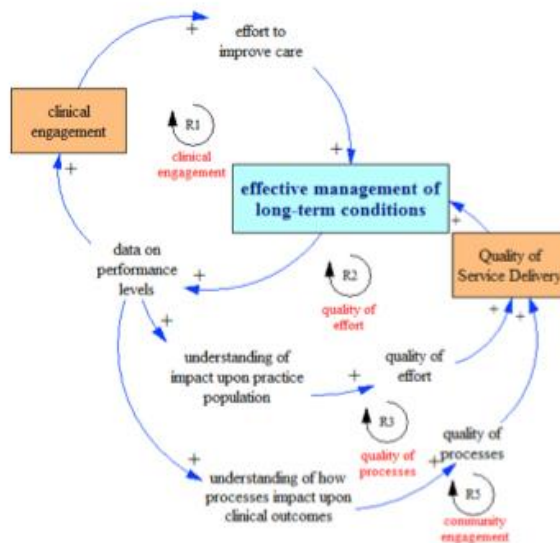 effort to
improve care
clinical
engagement
R1
clinical
engagement
effective management of
long-term conditions
data on
performance
levels
R2
quality of
effort
Quality of
Service Delivery
understanding of
impact upon practice
population
quality of
effort
R3
quality of
processes
quality of
processes
understanding of how
processes impact upon
clinical outcomes
R5
community
engagement
+
+
+
+
+
+
+
+
+
+
+